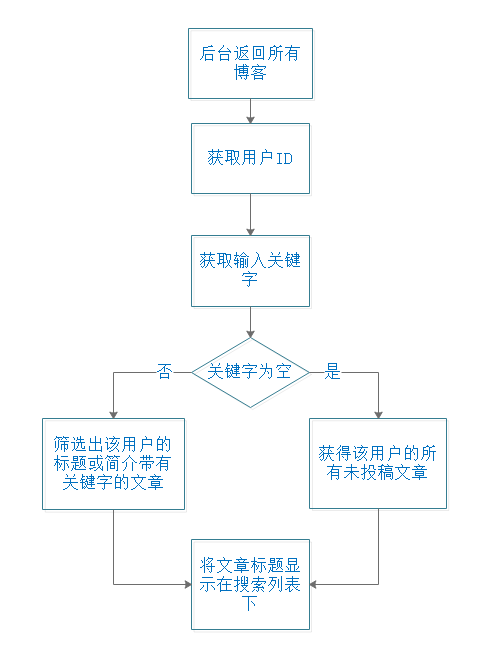 后台返回所有
博客
获取用户ID
获取输入关键
字
关键字为空
否
是
筛选出该用户的
标题或简介带有
关键字的文章
获得该用户的所
有未投稿文章
将文章标题显
示在搜索列表
下